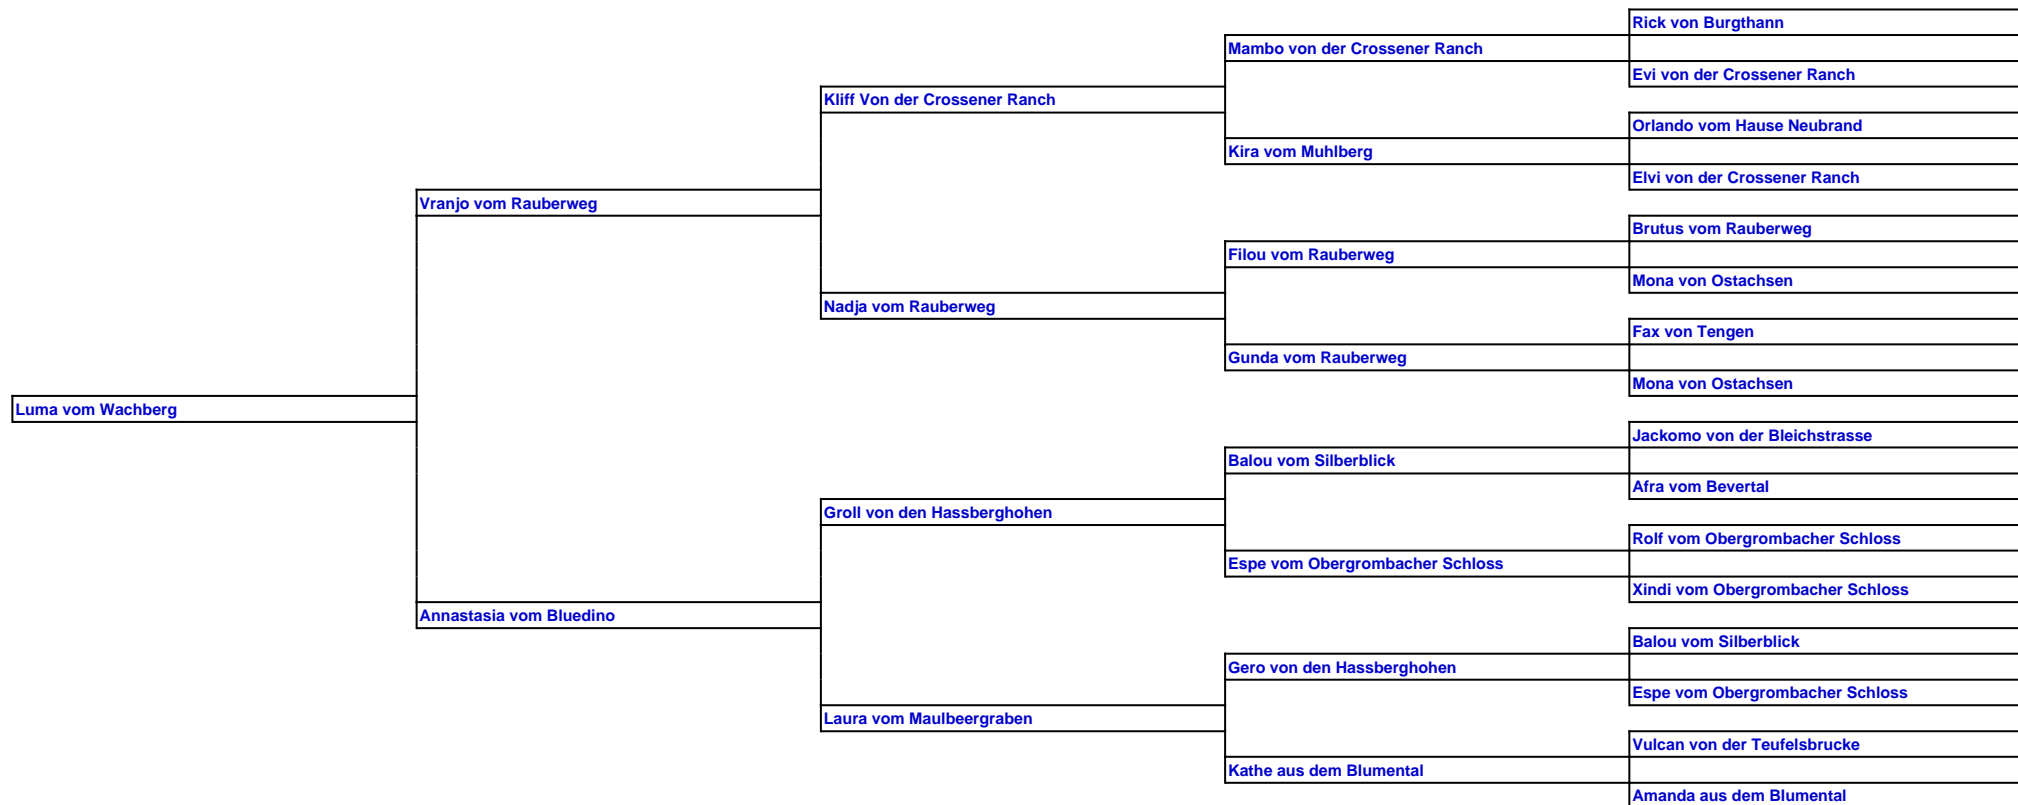 Rick von Burgthann
Mambo von der Crossener Ranch
Evi von der Crossener Ranch
Kliff Von der Crossener Ranch
Orlando vom Hause Neubrand
Kira vom Muhlberg
Elvi von der Crossener Ranch
Vranjo vom Rauberweg
Brutus vom Rauberweg
Filou vom Rauberweg
Mona von Ostachsen
Nadja vom Rauberweg
Fax von Tengen
Gunda vom Rauberweg
Mona von Ostachsen
Luma vom Wachberg
Jackomo von der Bleichstrasse
Balou vom Silberblick
Afra vom Bevertal
Groll von den Hassberghohen
Rolf vom Obergrombacher Schloss
Espe vom Obergrombacher Schloss
Xindi vom Obergrombacher Schloss
Annastasia vom Bluedino
Balou vom Silberblick
Gero von den Hassberghohen
Espe vom Obergrombacher Schloss
Laura vom Maulbeergraben
Vulcan von der Teufelsbrucke
Kathe aus dem Blumental
Amanda aus dem Blumental